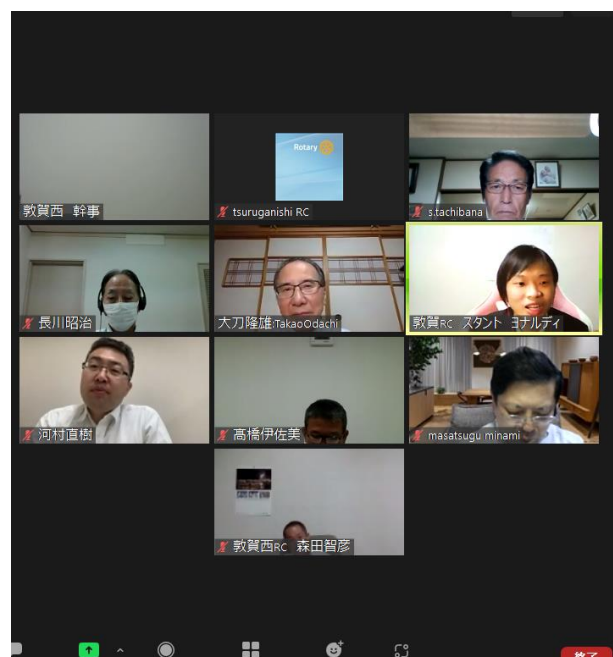 敦賀西 幹事
Rotary
tsuruganishi RC
s.tachibana
長川昭治
大刀隆雄:TakaoOdachi
敦賀RC スタント ヨナルディ
河村直樹
高橋伊佐美
masatsugu minami
敦賀西RC 森田智彦
終了